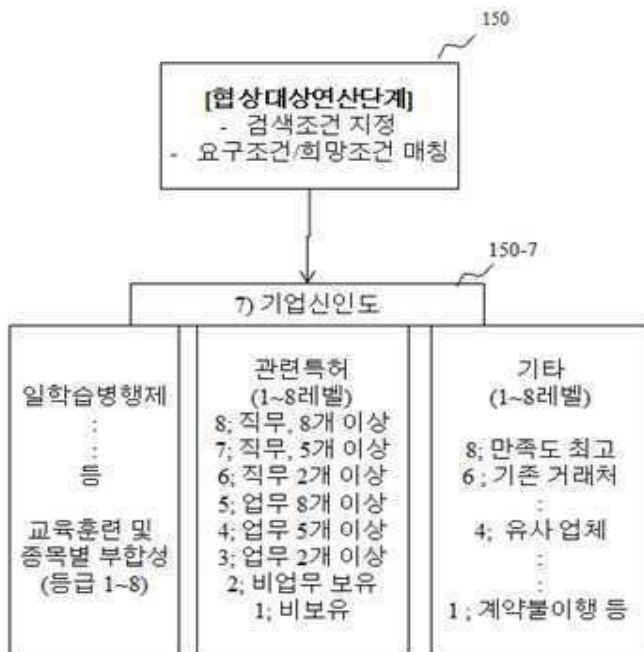 150
[협상대상연산단계]
- 검색조건 지정
- 요구조건/희망조건 매칭
150-7
7) 기업신인도
일학습병행제
:
:
등
교육훈련 및
종목별 부합성
(등급 1~8)
관련특허
(1~8레벨)
8; 직무, 8개 이상
7; 직무, 5개 이상
6; 직무 2개 이상
5; 업무 8개 이상
4; 업무 5개 이상
3; 업무 2개 이상
2; 비업무 보유
1; 비보유
기타
(1~8레벨)
8; 만족도 최고
6 ; 기존 거래처
:
4; 유사 업체
:
:
1 ; 계약불이행 등